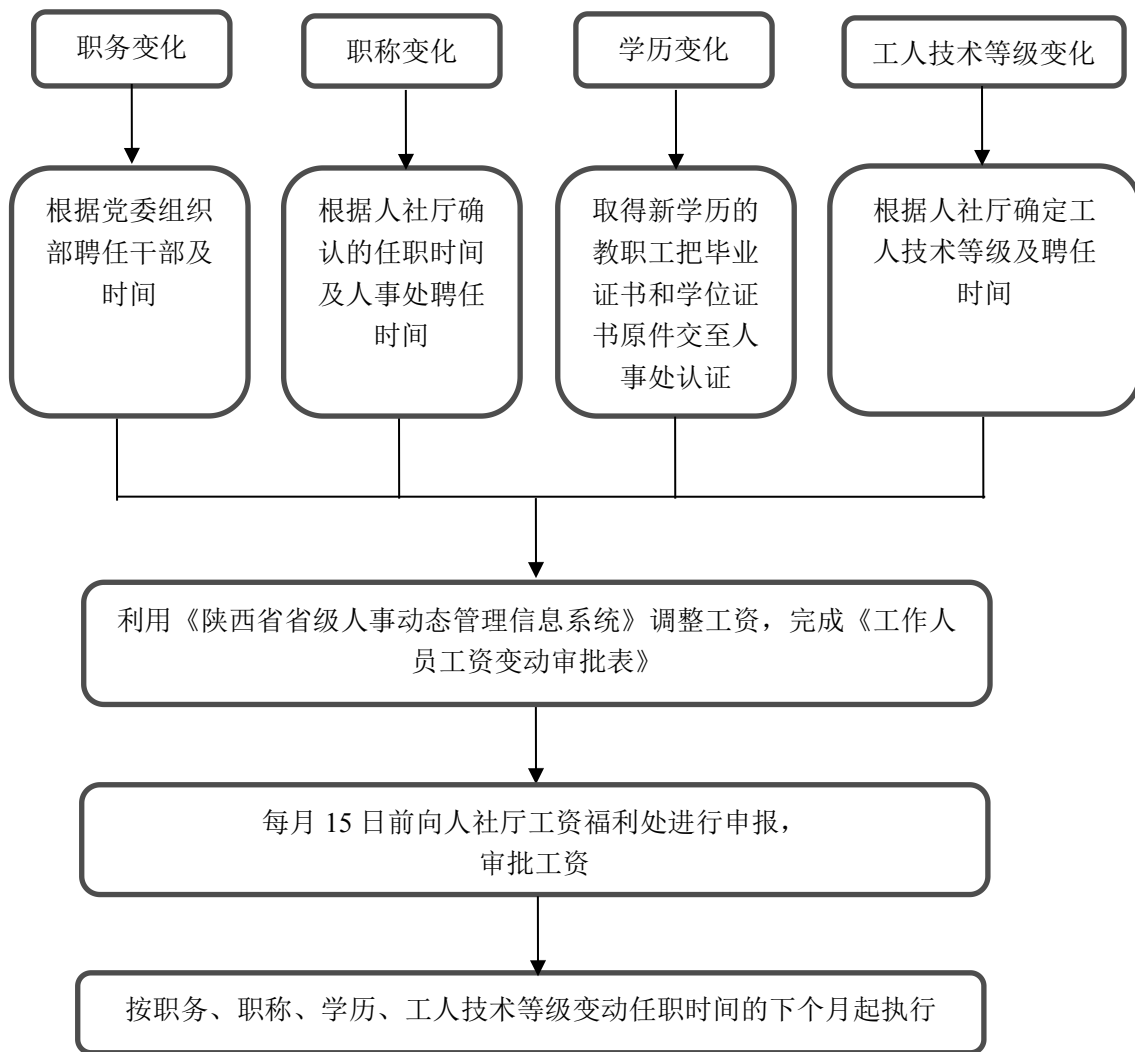 职务变化
职称变化
学历变化
工人技术等级变化
根据党委组织
部聘任干部及
时间
根据人社厅确
认的任职时间
及人事处聘任
时间
取得新学历的
教职工把毕业
证书和学位证
书原件交至人
事处认证
根据人社厅确定工
人技术等级及聘任
时间
利用《陕西省省级人事动态管理信息系统》调整工资，完成《工作人
员工资变动审批表》
每月 15 日前向人社厅工资福利处进行申报，
审批工资
按职务、职称、学历、工人技术等级变动任职时间的下个月起执行